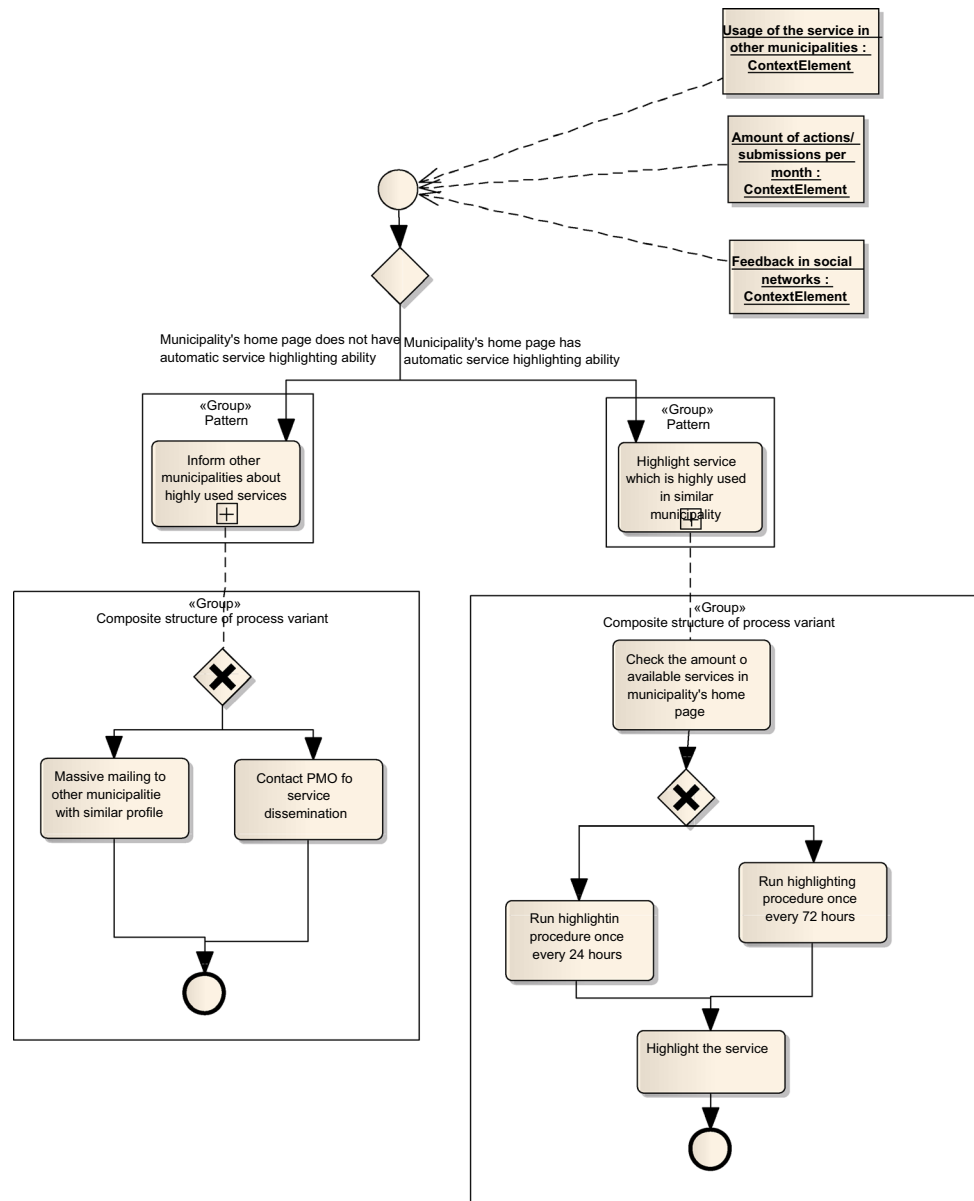 Usage of the service in
other municipalities :
ContextElement
Amount of actions/
submissions per
month :
ContextElement
Feedback in social
networks :
ContextElement
Municipality's home page does not have
automatic service highlighting ability
Municipality's home page has
automatic service highlighting ability
«Group»
Pattern
Inform other
municipalities about
highly used services
«Group»
Pattern
Highlight service
which is highly used
in similar
municipality
«Group»
Composite structure of process variant
Massive mailing to
other municipalitie
with similar profile
Contact PMO fo
service
dissemination
«Group»
Composite structure of process variant
Check the amount o
available services in
municipality's home
page
Run highlightin
procedure once
every 24 hours
Run highlighting
procedure once
every 72 hours
Highlight the service